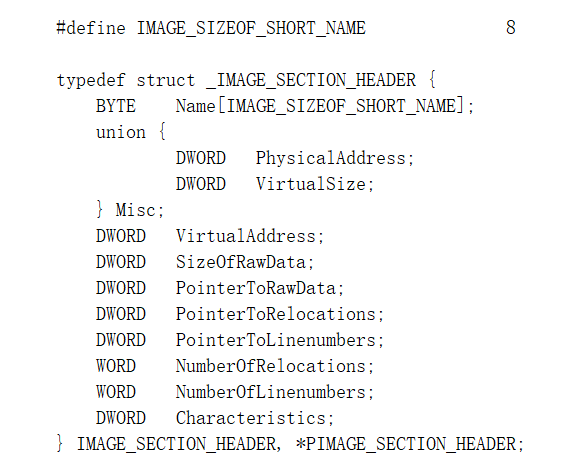 #define IMAGE_SIZEOF_SHORT_NAME 8
typedef struct _IMAGE_SECTION_HEADER {
BYTE Name[IMAGE_SIZEOF_SHORT_NAME];
union {
DWORD PhysicalAddress;
DWORD VirtualSize;
} Misc;
DWORD VirtualAddress;
DWORD SizeOfRawData;
DWORD PointerToRawData;
DWORD PointerToRelocations;
DWORD PointerToLinenumbers;
WORD NumberOfRelocations;
WORD NumberOfLinenumbers;
DWORD Characteristics;
} IMAGE_SECTION_HEADER, *PIMAGE_SECTION_HEADER;